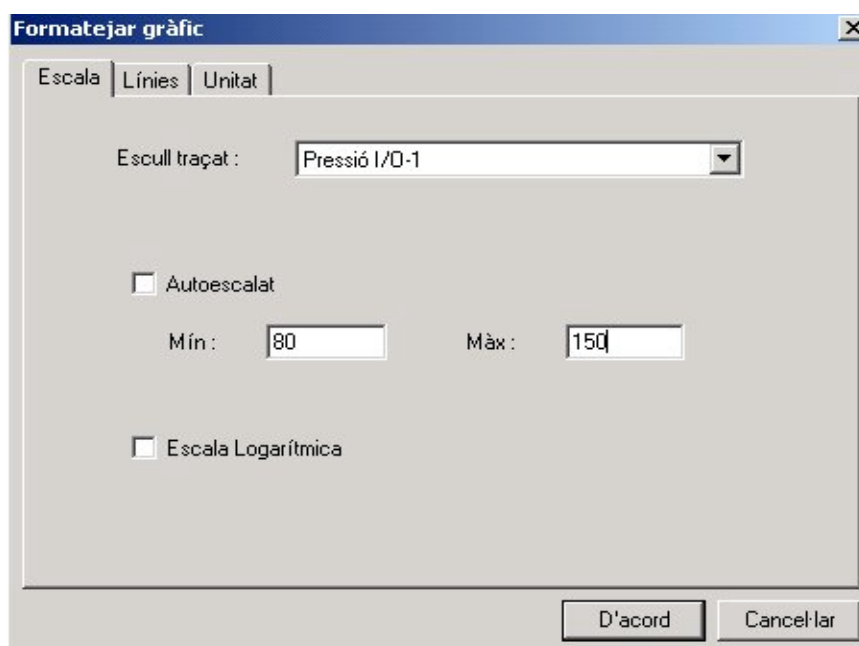 Formatejar gràfic
Escala Línies Unitat
Escull traçat : Pressió I/O-1
Autoescalat
Mín : 80 Màx : 150
Escala Logarítmica
D'acord Cancel·lar